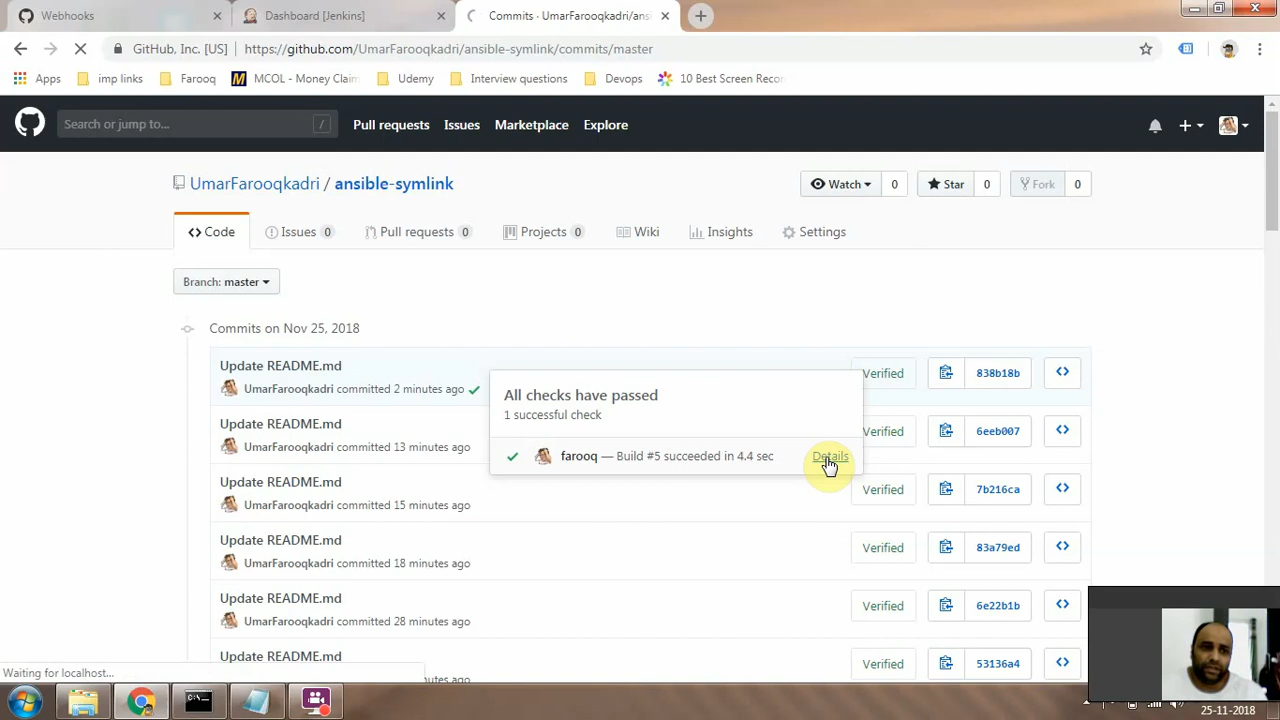 Webhooks
Dashboard [Jenkins]
Commits · UmarFarooqkadri/ans
GitHub, Inc. [US]
https://github.com/UmarFarooqkadri/ansible-symlink/commits/master
Apps
imp links
Farooq
MCOL - Money Claim
Udemy
Interview questions
Devops
10 Best Screen Recor
Search or jump to...
/
Pull requests
Issues
Marketplace
Explore
UmarFarooqkadri / ansible-symlink
Watch
0
Star
0
Fork
0
Code
Issues 0
Pull requests 0
Projects 0
Wiki
Insights
Settings
Branch: master
Commits on Nov 25, 2018
Update README.md
UmarFarooqkadri committed 2 minutes ago
Verified
838b18b
All checks have passed
1 successful check
farooq — Build #5 succeeded in 4.4 sec
Details
Update README.md
UmarFarooqkadri committed 13 minutes ago
Verified
6eeb007
Update README.md
UmarFarooqkadri committed 15 minutes ago
Verified
7b216ca
Update README.md
UmarFarooqkadri committed 18 minutes ago
Verified
83a79ed
Update README.md
UmarFarooqkadri committed 28 minutes ago
Verified
6e22b1b
Update README.md
Verified
53136a4
Waiting for localhost...
25-11-2018